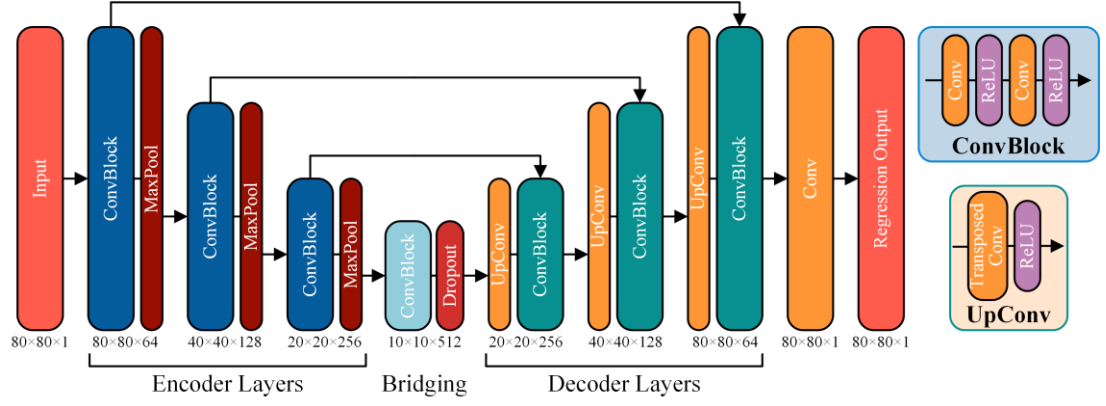 Input
ConvBlock
MaxPool
ConvBlock
MaxPool
ConvBlock
MaxPool
ConvBlock
Dropout
UpConv
ConvBlock
UpConv
ConvBlock
UpConv
ConvBlock
Conv
Regression Output
80×80×1
80×80×64
40×40×128
20×20×256
10×10×512
20×20×256
40×40×128
80×80×64
80×80×1
80×80×1
Encoder Layers
Bridging
Decoder Layers
Conv
ReLU
Conv
ReLU
ConvBlock
Transposed
Conv
ReLU
UpConv